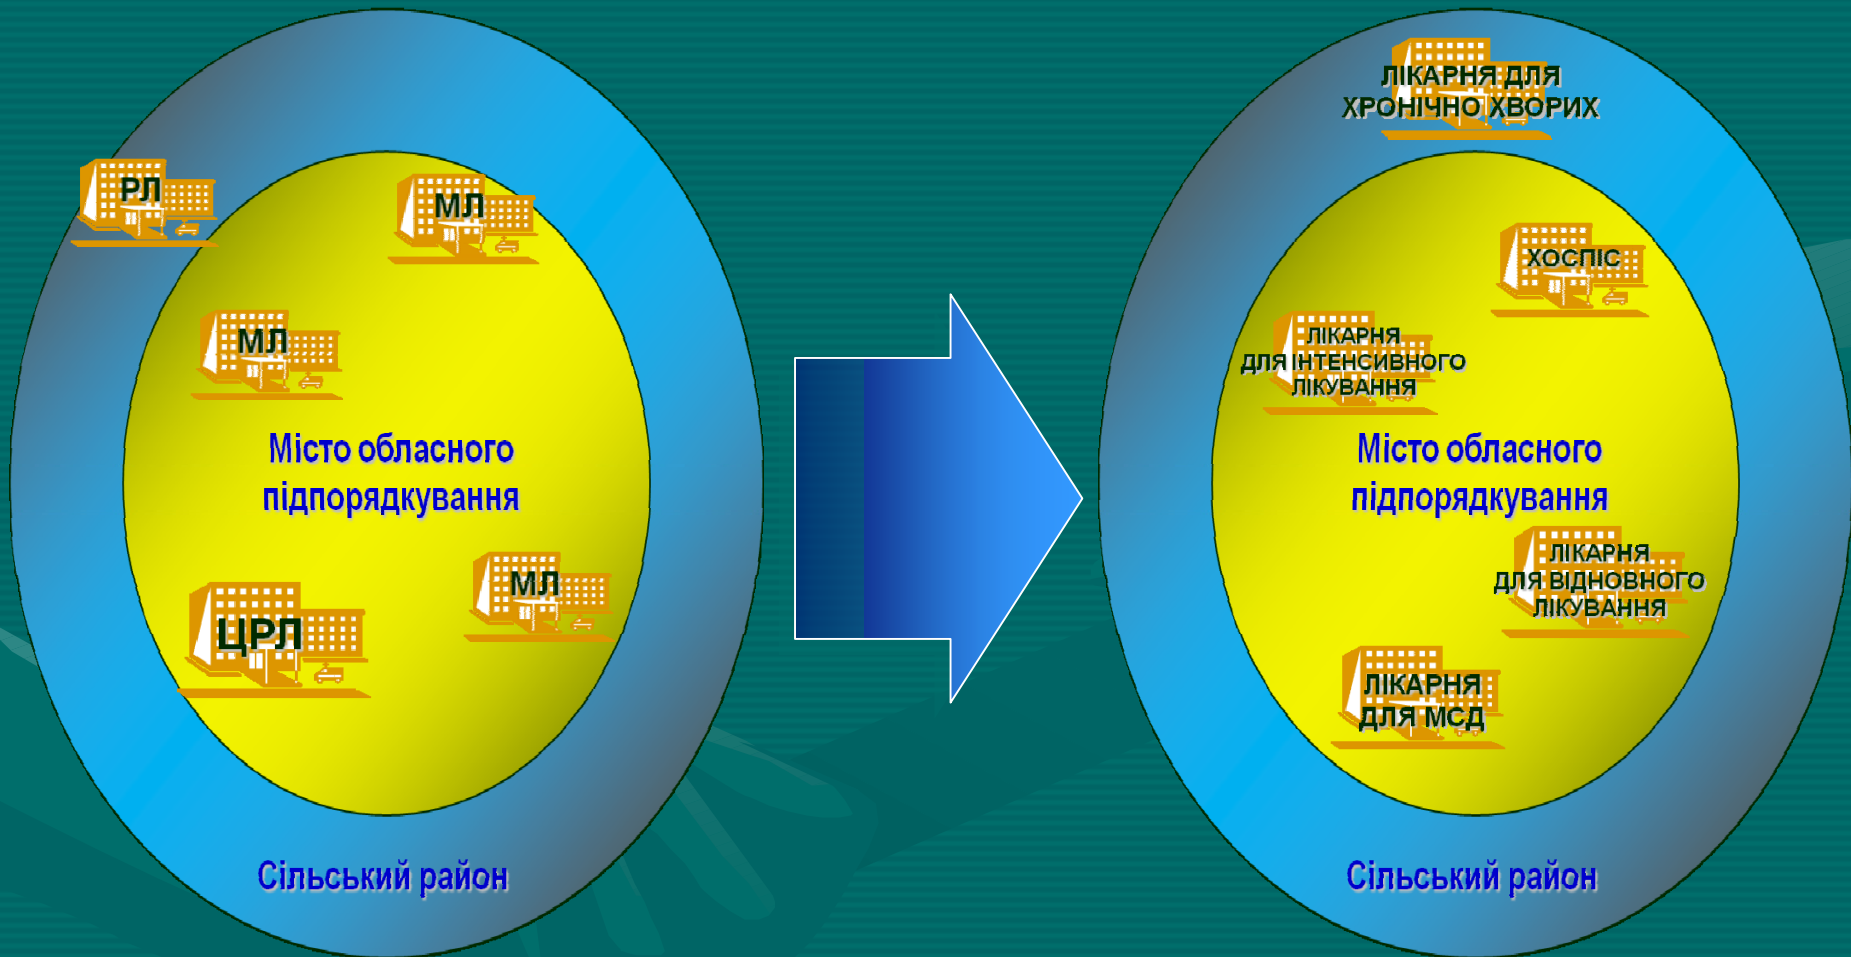 РЛ
МЛ
МЛ
Місто обласного
підпорядкування
МЛ
ЦРЛ
Сільський район
ЛІКАРНЯ ДЛЯ
ХРОНІЧНО ХВОРИХ
ХОСПІС
ЛІКАРНЯ
ДЛЯ ІНТЕНСИВНОГО
ЛІКУВАННЯ
Місто обласного
підпорядкування
ЛІКАРНЯ
ДЛЯ ВІДНОВНОГО
ЛІКУВАННЯ
ЛІКАРНЯ
ДЛЯ МСД
Сільський район